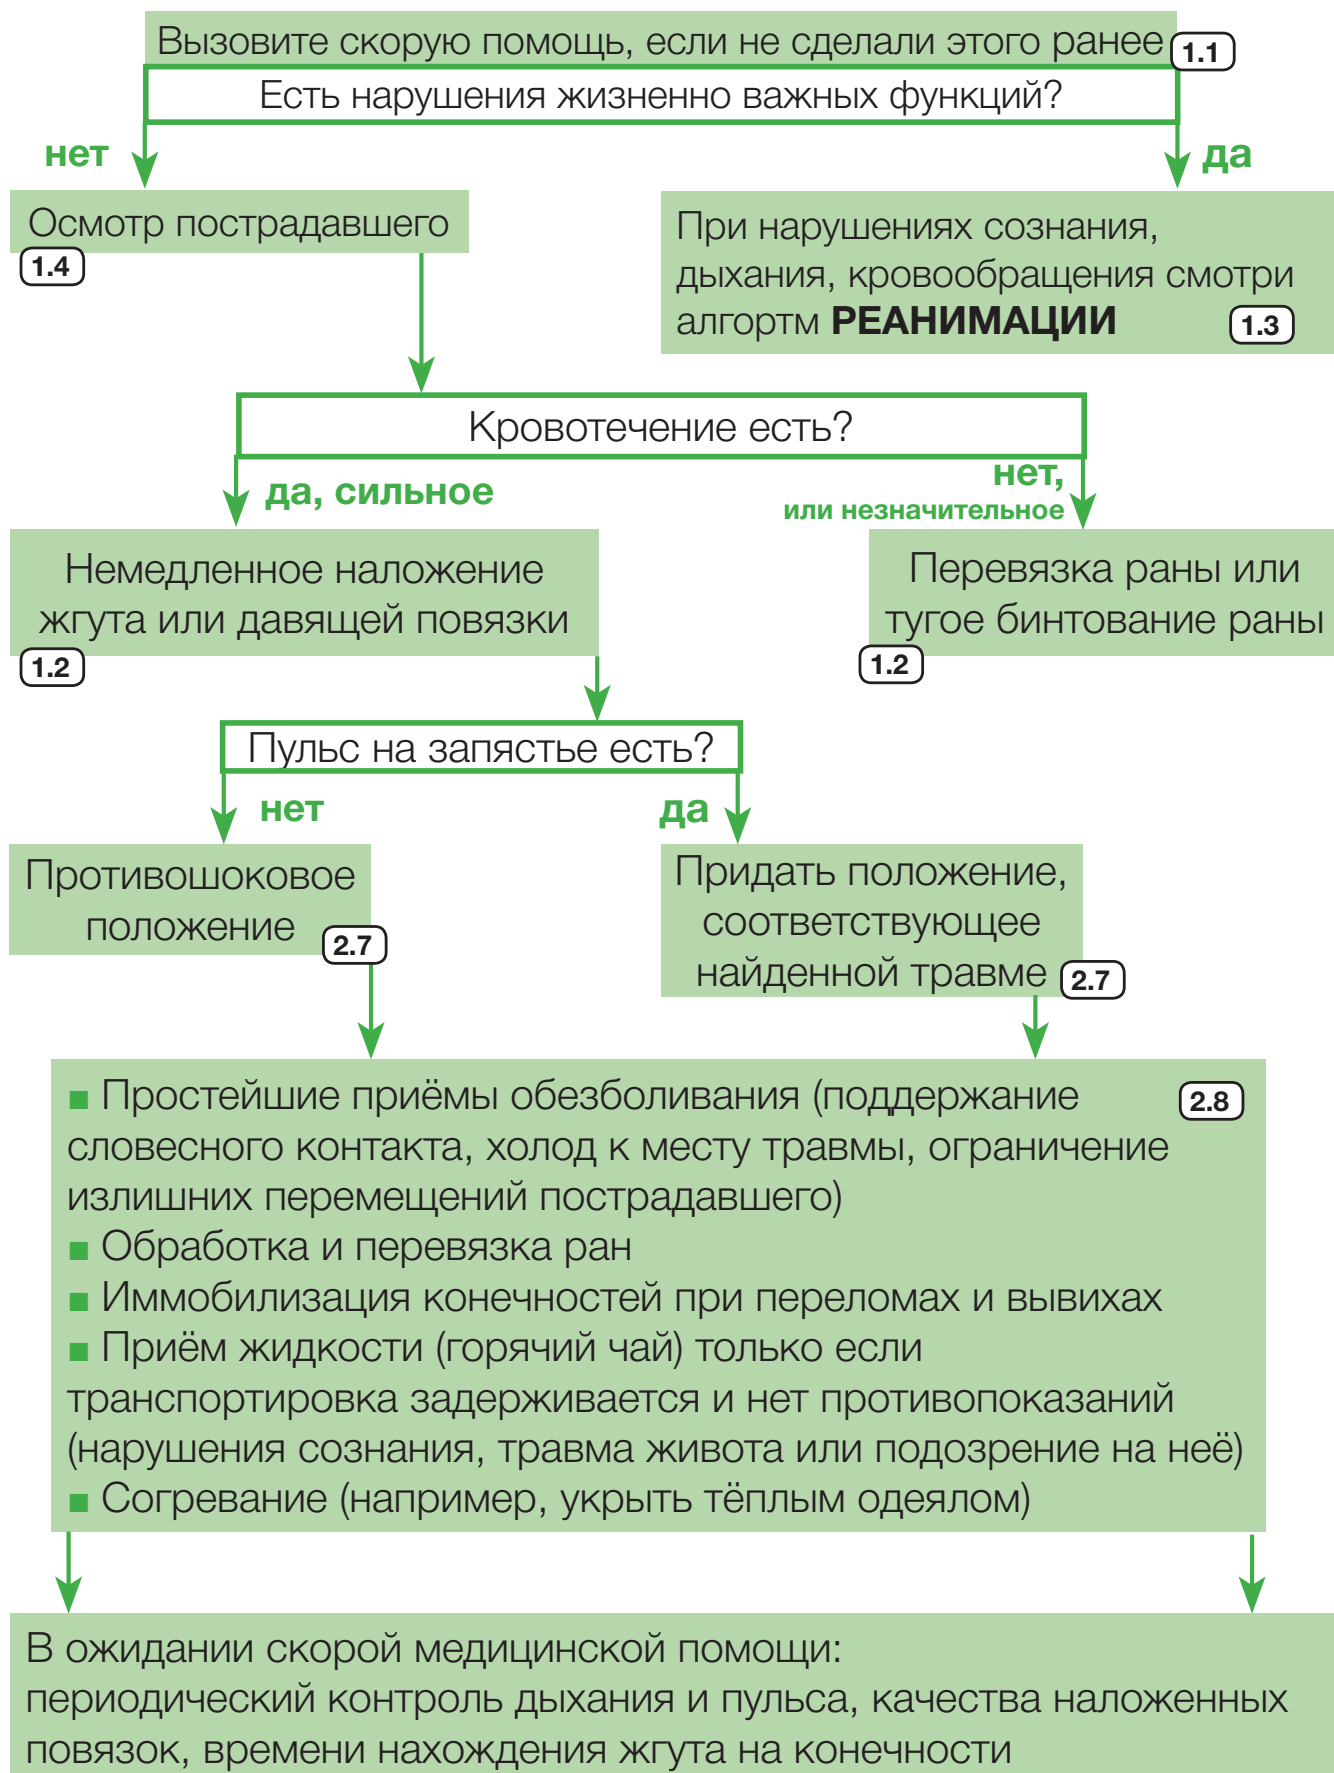 Вызовите скорую помощь, если не сделали этого ранее 1.1
Есть нарушения жизненно важных функций?
нет
да
Осмотр пострадавшего
1.4
При нарушениях сознания,
дыхания, кровообращения смотри
алгортм РЕАНИМАЦИИ 1.3
Кровотечение есть?
да, сильное
нет,
или незначительное
Немедленное наложение
жгута или давящей повязки
1.2
Перевязка раны или
тугое бинтование раны
1.2
Пульс на запястье есть?
нет
да
Противошоковое
положение 2.7
Придать положение,
соответствующее
найденной травме 2.7
■ Простейшие приёмы обезболивания (поддержание 2.8
словесного контакта, холод к месту травмы, ограничение
излишних перемещений пострадавшего)
■ Обработка и перевязка ран
■ Иммобилизация конечностей при переломах и вывихах
■ Приём жидкости (горячий чай) только если
транспортировка задерживается и нет противопоказаний
(нарушения сознания, травма живота или подозрение на неё)
■ Согревание (например, укрыть тёплым одеялом)
В ожидании скорой медицинской помощи:
периодический контроль дыхания и пульса, качества наложенных
повязок, времени нахождения жгута на конечности